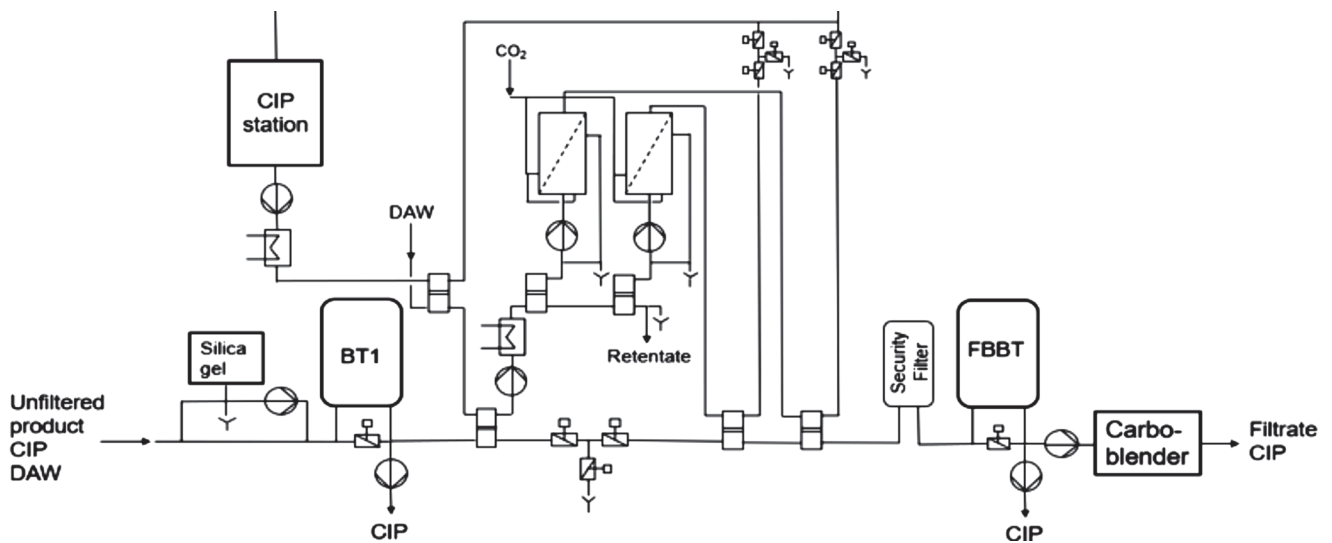 CIP
station
CO₂
DAW
Silica
gel
BT1
Retentate
Security
Filter
FBBT
Unfiltered
product
CIP
DAW
Carbo-
blender
Filtrate
CIP
CIP
CIP